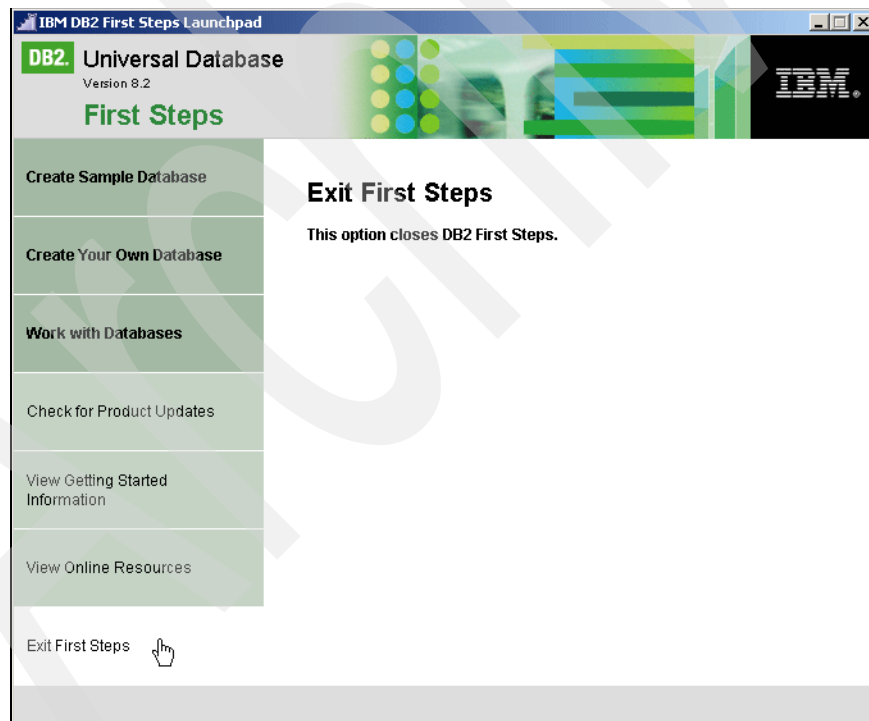 IBM DB2 First Steps Launchpad
DB2. Universal Database
Version 8.2
First Steps
IBM.
Create Sample Database
Create Your Own Database
Work with Databases
Check for Product Updates
View Getting Started
Information
View Online Resources
Exit First Steps
Exit First Steps
This option closes DB2 First Steps.